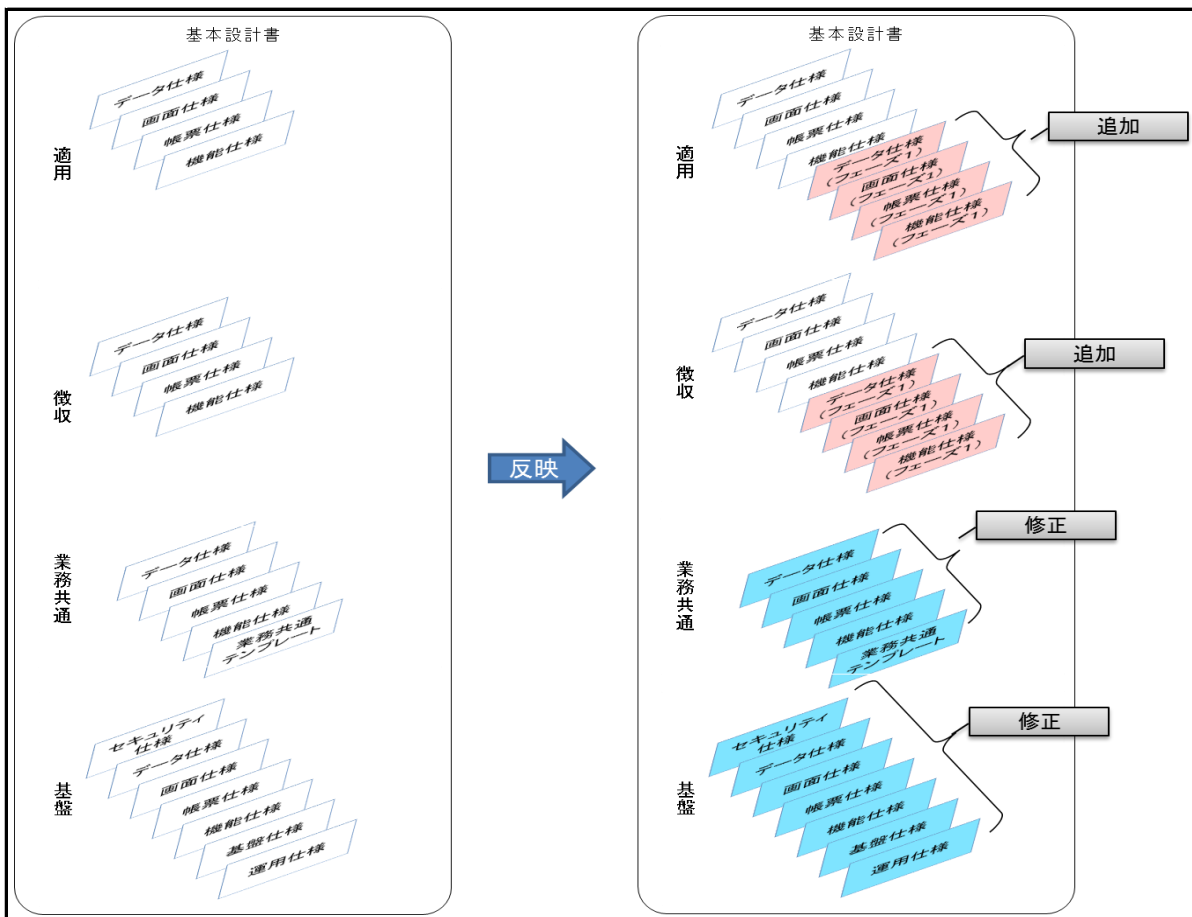 基本設計書
適用
データ仕様
画面仕様
帳票仕様
機能仕様
徴収
データ仕様
画面仕様
帳票仕様
機能仕様
業務共通
データ仕様
画面仕様
帳票仕様
機能仕様
業務共通
テンプレート
基盤
セキュリティ
仕様
データ仕様
画面仕様
帳票仕様
機能仕様
基盤仕様
運用仕様
反映
基本設計書
適用
データ仕様
画面仕様
帳票仕様
機能仕様
データ仕様
(フェーズ1)
画面仕様
(フェーズ1)
帳票仕様
(フェーズ1)
機能仕様
(フェーズ1)
追加
徴収
データ仕様
画面仕様
帳票仕様
機能仕様
データ仕様
(フェーズ1)
画面仕様
(フェーズ1)
帳票仕様
(フェーズ1)
機能仕様
(フェーズ1)
追加
業務共通
データ仕様
画面仕様
帳票仕様
機能仕様
業務共通
テンプレート
修正
基盤
セキュリティ
仕様
データ仕様
画面仕様
帳票仕様
機能仕様
基盤仕様
運用仕様
修正